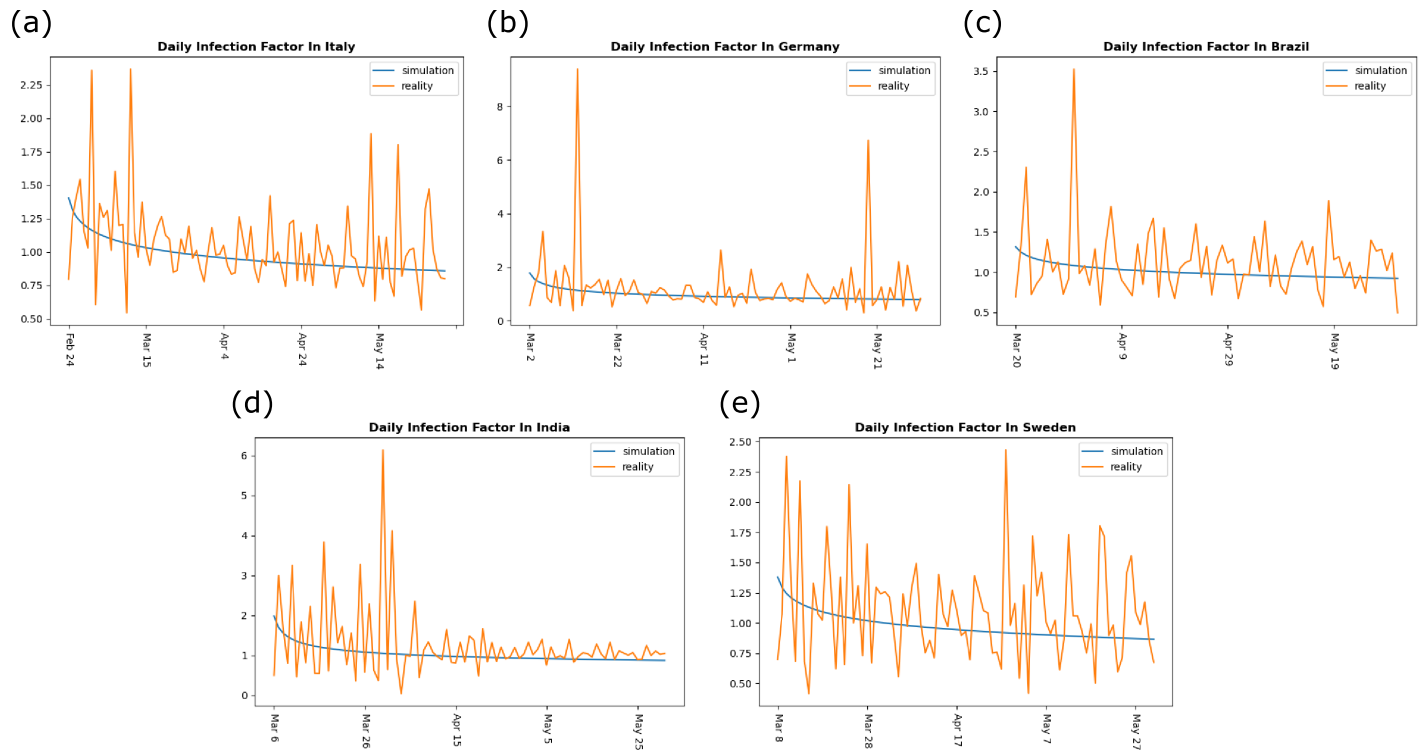 (a)
Daily Infection Factor In Italy
simulation
reality
2.25
2.00
1.75
1.50
1.25
1.00
0.75
0.50
Feb 24
Mar 15
Apr 4
Apr 24
May 14
(b)
Daily Infection Factor In Germany
simulation
reality
8
6
4
2
0
Mar 2
Mar 22
Apr 11
May 1
May 21
(c)
Daily Infection Factor In Brazil
simulation
reality
3.5
3.0
2.5
2.0
1.5
1.0
0.5
Mar 20
Apr 9
Apr 29
May 19
(d)
Daily Infection Factor In India
simulation
reality
6
5
4
3
2
1
0
Mar 6
Mar 26
Apr 15
May 5
May 25
(e)
Daily Infection Factor In Sweden
simulation
reality
2.50
2.25
2.00
1.75
1.50
1.25
1.00
0.75
0.50
Mar 8
Mar 28
Apr 17
May 7
May 27